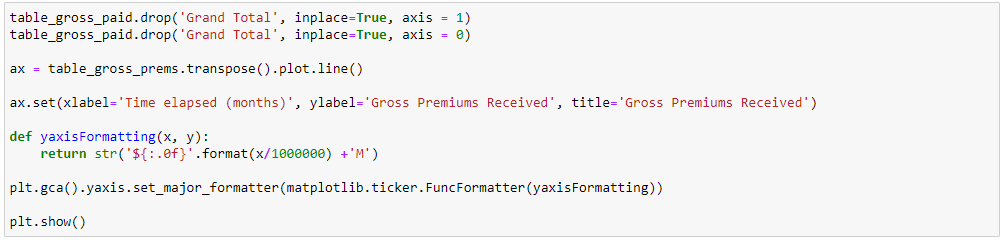 table_gross_paid.drop('Grand Total', inplace=True, axis = 1)
table_gross_paid.drop('Grand Total', inplace=True, axis = 0)
ax = table_gross_prems.transpose().plot.line()
ax.set(xlabel='Time elapsed (months)', ylabel='Gross Premiums Received', title='Gross Premiums Received')
def yaxisFormatting(x, y):
    return str('${:.0f}'.format(x/1000000) +'M')
plt.gca().yaxis.set_major_formatter(matplotlib.ticker.FuncFormatter(yaxisFormatting))
plt.show()